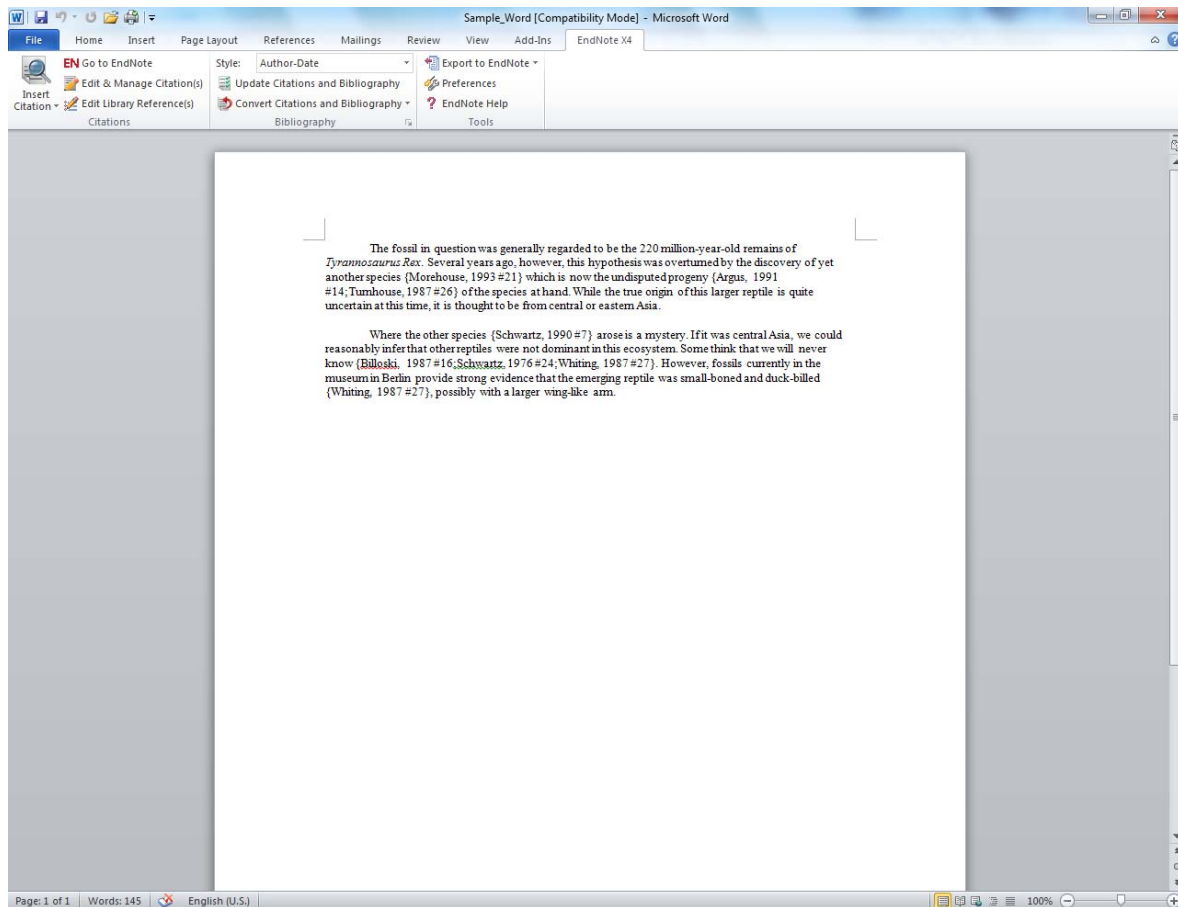 Sample_Word [Compatibility Mode] - Microsoft Word
File Home Insert Page Layout References Mailings Review View Add-Ins EndNote X4
Insert Citation
EN Go to EndNote
Edit & Manage Citation(s)
Edit Library Reference(s)
Citations
Style: Author-Date
Update Citations and Bibliography
Convert Citations and Bibliography
Bibliography
Export to EndNote
Preferences
EndNote Help
Tools
The fossil in question was generally regarded to be the 220 million-year-old remains of
Tyrannosaurus Rex. Several years ago, however, this hypothesis was overturned by the discovery of yet
another species {Morehouse, 1993 #21} which is now the undisputed progeny {Argus, 1991
#14;Turnhouse, 1987 #26} of the species at hand. While the true origin of this larger reptile is quite
uncertain at this time, it is thought to be from central or eastern Asia.
Where the other species {Schwartz, 1990 #7} arose is a mystery. If it was central Asia, we could
reasonably infer that other reptiles were not dominant in this ecosystem. Some think that we will never
know {Billoski, 1987 #16;Schwartz, 1976 #24;Whiting, 1987 #27}. However, fossils currently in the
museum in Berlin provide strong evidence that the emerging reptile was small-boned and duck-billed
{Whiting, 1987 #27}, possibly with a larger wing-like arm.
Page: 1 of 1 Words: 145 English (U.S.) 100%